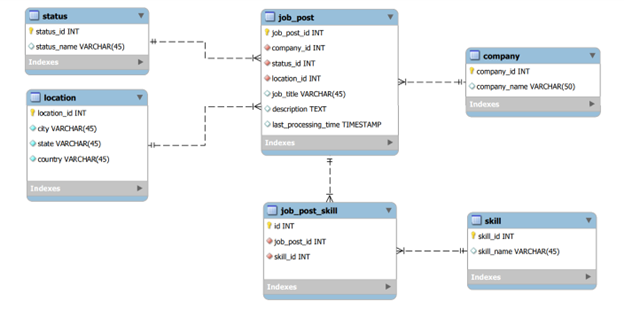 status
status_id INT
status_name VARCHAR(45)
Indexes
location
location_id INT
city VARCHAR(45)
state VARCHAR(45)
country VARCHAR(45)
Indexes
job_post
job_post_id INT
company_id INT
status_id INT
location_id INT
job_title VARCHAR(45)
description TEXT
last_processing_time TIMESTAMP
Indexes
company
company_id INT
company_name VARCHAR(50)
Indexes
job_post_skill
id INT
job_post_id INT
skill_id INT
Indexes
skill
skill_id INT
skill_name VARCHAR(45)
Indexes